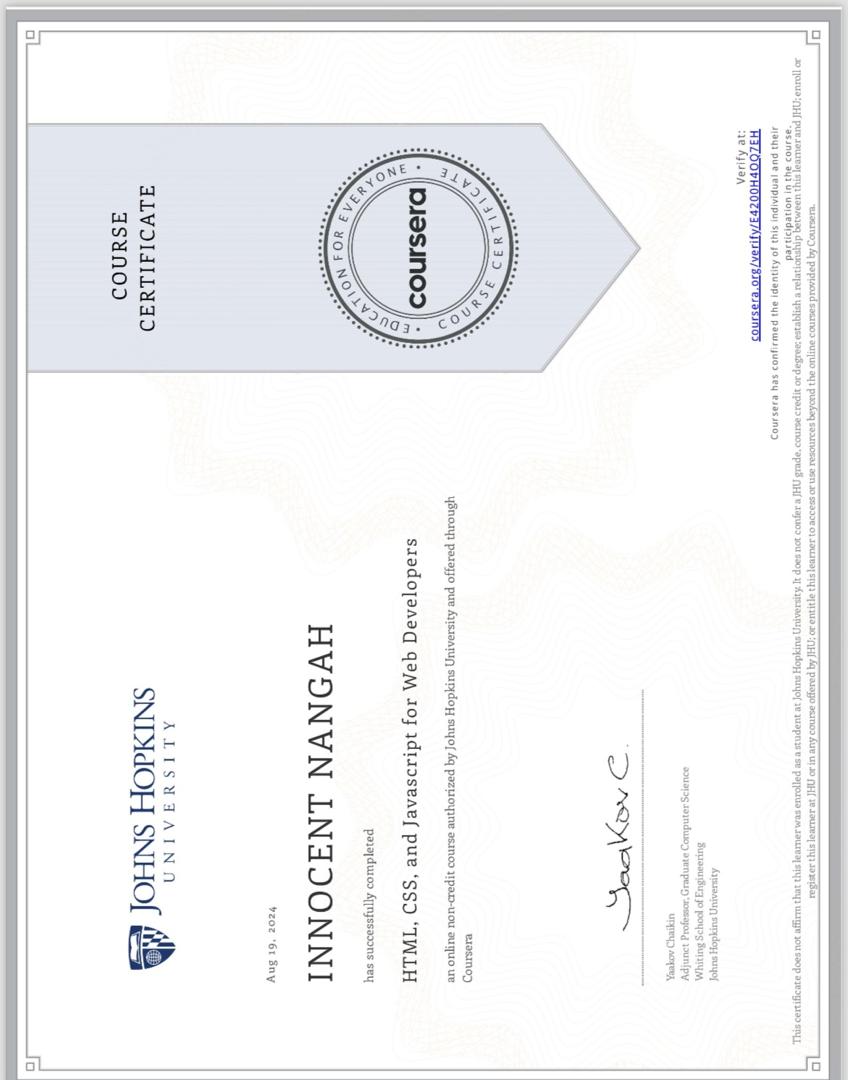 JOHNS HOPKINS
UNIVERSITY
COURSE
CERTIFICATE
Aug 19, 2024
INNOCENT NANGAH
has successfully completed
HTML, CSS, and Javascript for Web Developers
an online non-credit course authorized by Johns Hopkins University and offered through
Coursera
EDUCATION FOR EVERYONE
coursera
COURSE CERTIFICATE
Yaakov C.
Yaakov Chaikin
Adjunct Professor, Graduate Computer Science
Whiting School of Engineering
Johns Hopkins University
Verify at:
coursera.org/verify/E4200H4OQ7EH
Coursera has confirmed the identity of this individual and their
participation in the course.
This certificate does not affirm that this learner was enrolled as a student at Johns Hopkins University. It does not confer a JHU grade, course credit or degree; establish a relationship between this learner and JHU; enroll or
register this learner at JHU or in any course offered by JHU; or entitle this learner to access or use resources beyond the online courses provided by Coursera.